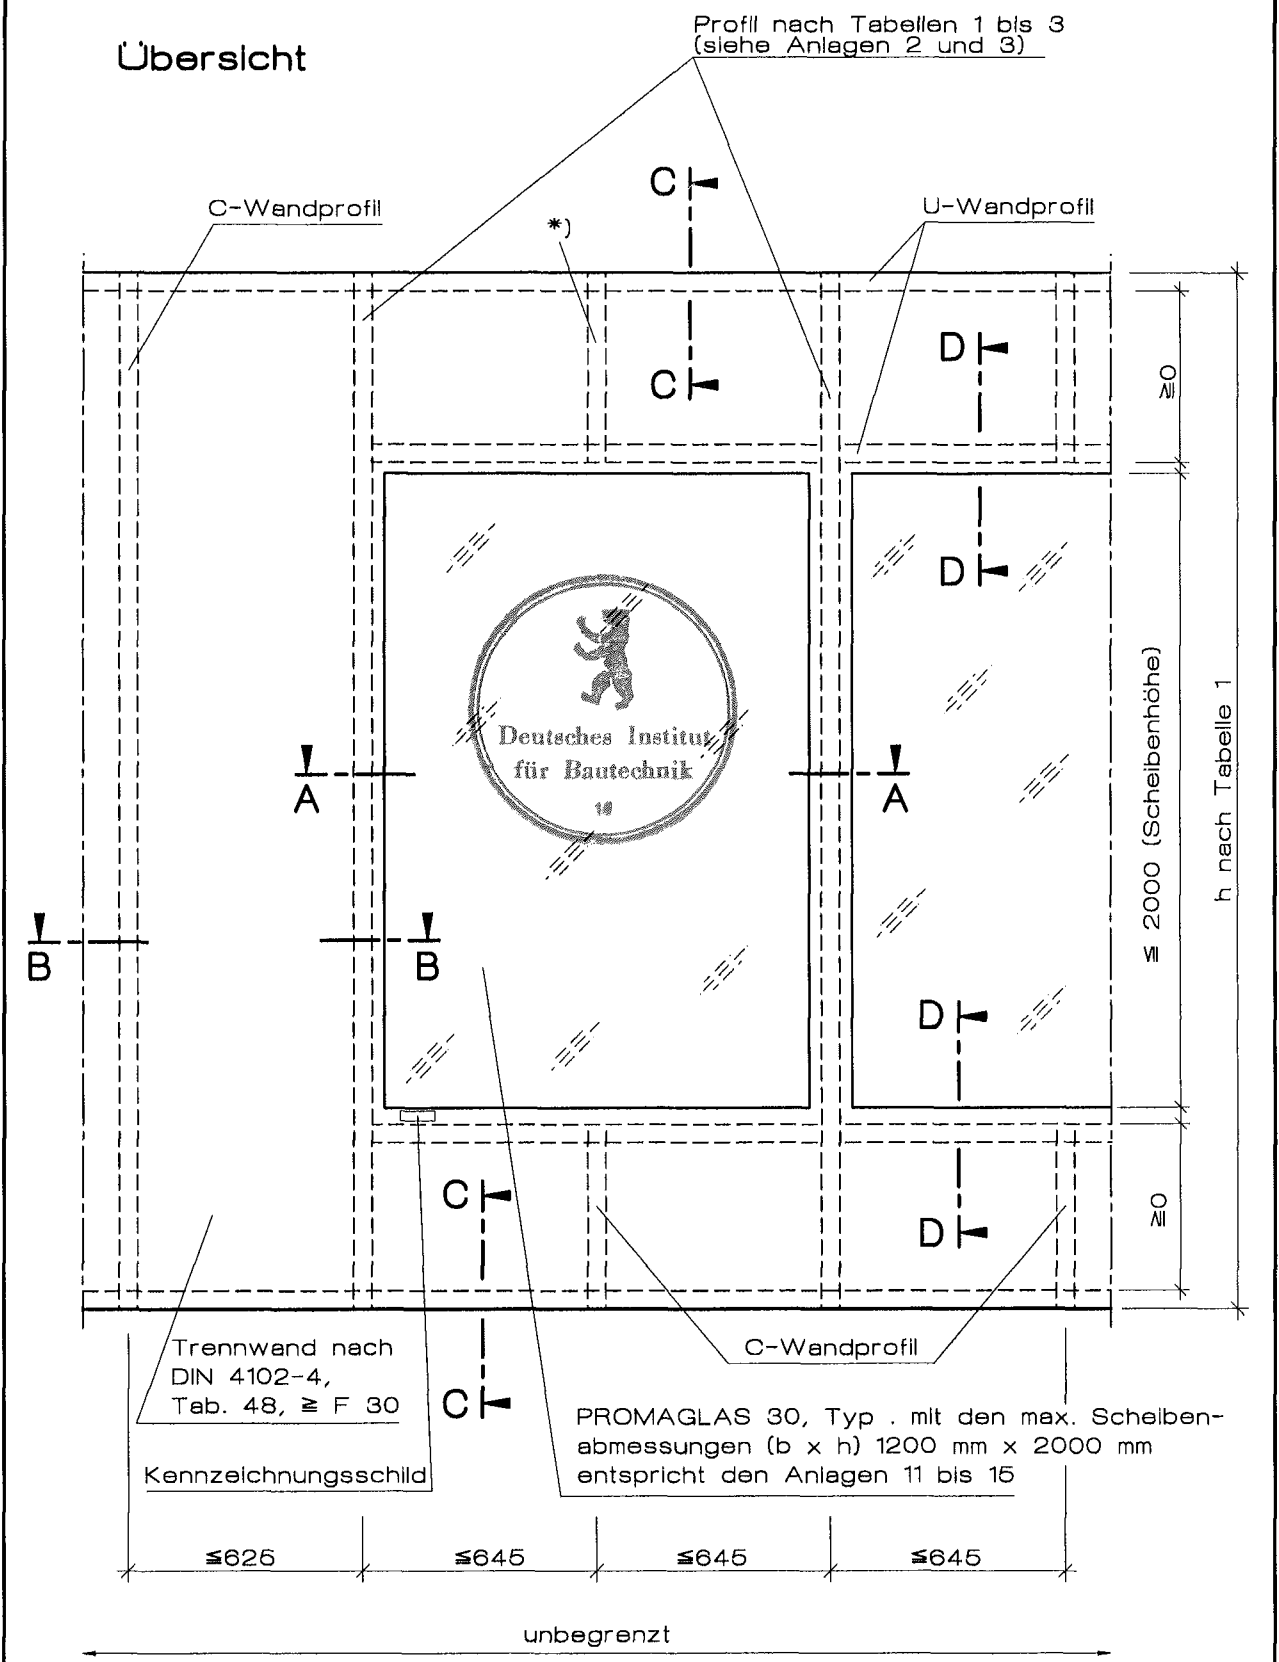 Übersicht
Profil nach Tabellen 1 bis 3
(siehe Anlagen 2 und 3)
C-Wandprofil
*)
U-Wandprofil
C
C
D
D
≧0
≦ 2000 (Scheibenhöhe)
h nach Tabelle 1
Deutsches Institut
für Bautechnik
A
A
B
B
D
D
≧0
C
C
Trennwand nach
DIN 4102-4,
Tab. 48, ≧ F 30
Kennzeichnungsschild
C-Wandprofil
PROMAGLAS 30, Typ . mit den max. Scheiben-
abmessungen (b x h) 1200 mm x 2000 mm
entspricht den Anlagen 11 bis 15
≦625
≦645
≦645
≦645
unbegrenzt